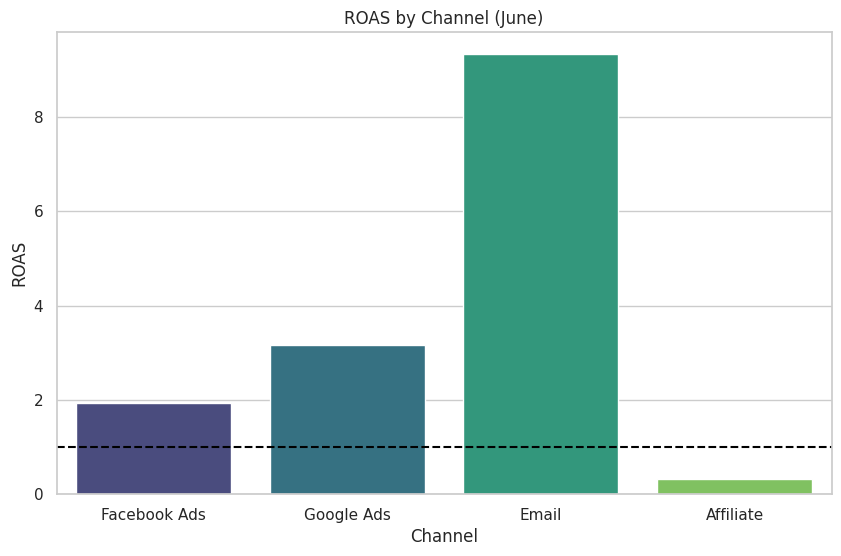 ROAS by Channel (June)
ROAS
8
6
4
2
0
Facebook Ads
Google Ads
Email
Affiliate
Channel